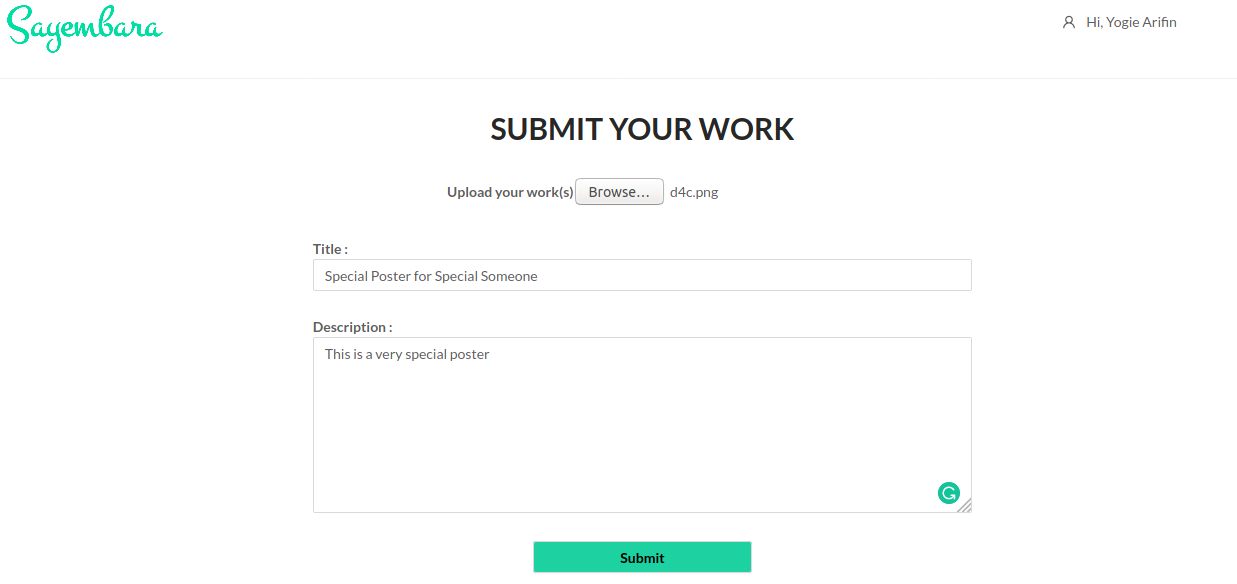 Sayembara
Hi, Yogie Arifin
SUBMIT YOUR WORK
Upload your work(s) Browse... d4c.png
Title :
Special Poster for Special Someone
Description :
This is a very special poster
Submit